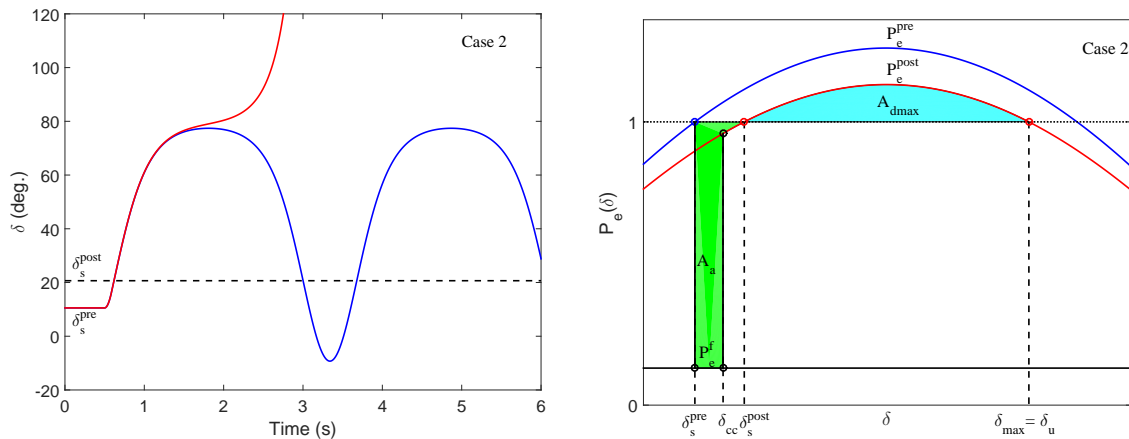 120
100
80
60
40
20
0
-20
δ (deg.)
Case 2
δ_s^post
δ_s^pre
0 1 2 3 4 5 6
Time (s)
P_e^pre
Case 2
P_e^post
A_dmax
1
P_e(δ)
A_a
P_e^f
0
δ_s^pre δ_cc δ_s^post δ δ_max = δ_u